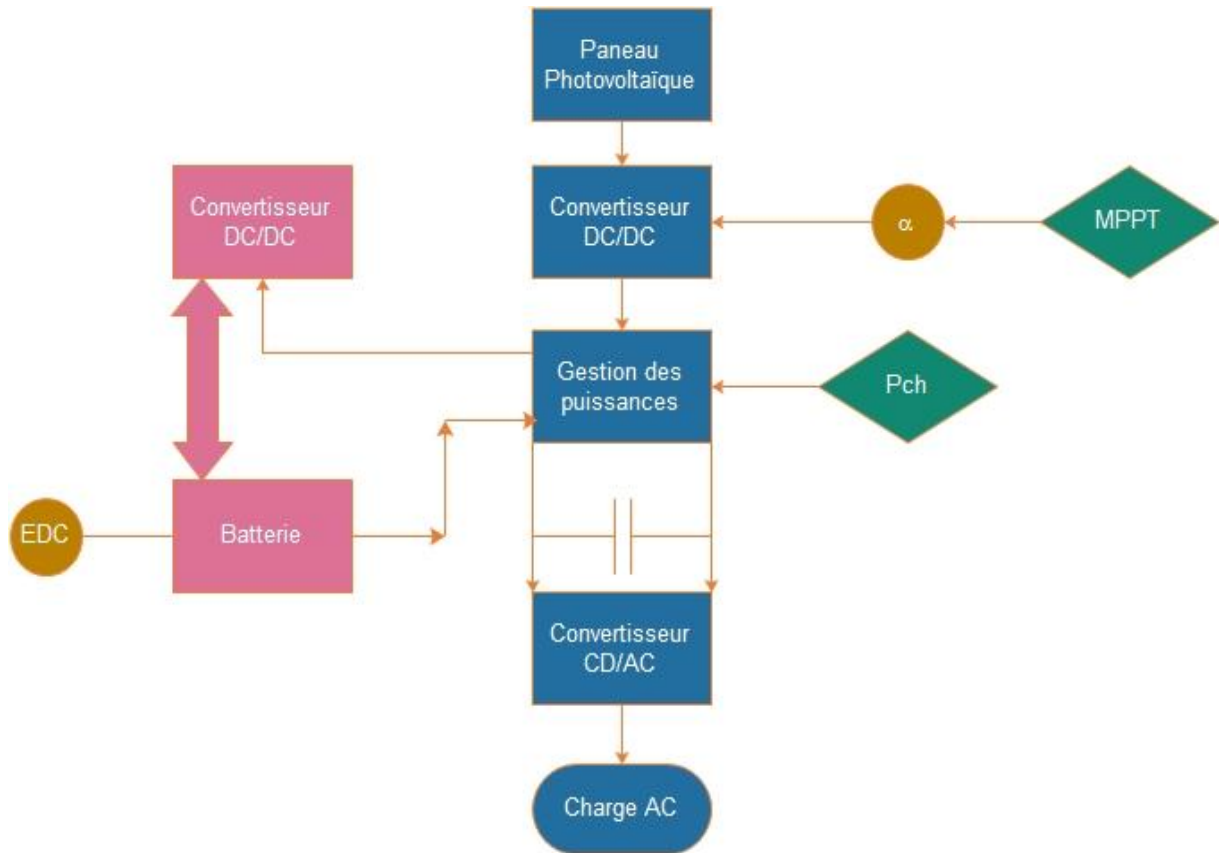 Paneau
Photovoltaïque
Convertisseur
DC/DC
Convertisseur
DC/DC
α
MPPT
Gestion des
puissances
Pch
EDC
Batterie
Convertisseur
CD/AC
Charge AC